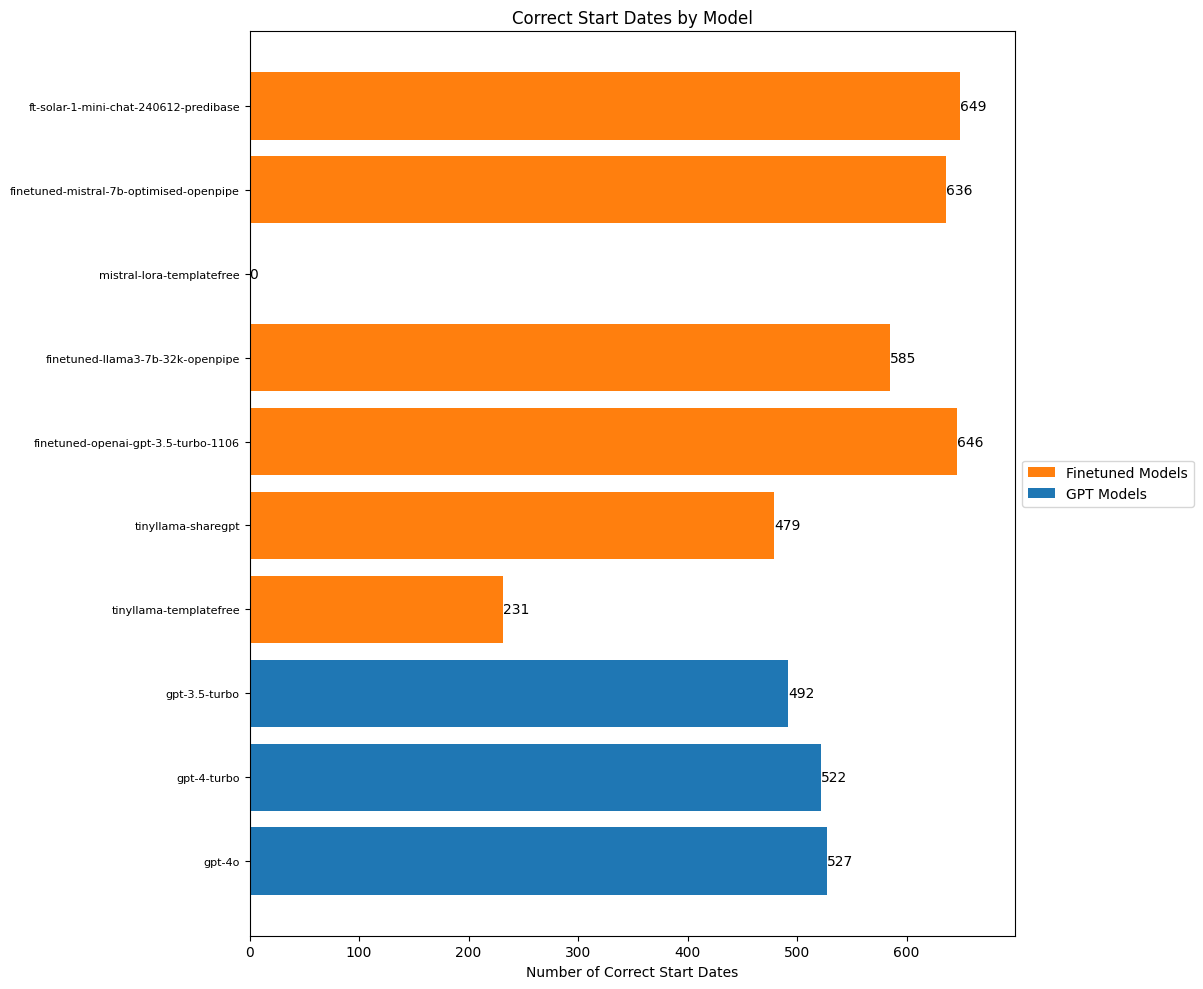 Correct Start Dates by Model
ft-solar-1-mini-chat-240612-predibase
649
finetuned-mistral-7b-optimised-openpipe
636
mistral-lora-templatefree
0
finetuned-llama3-7b-32k-openpipe
585
finetuned-openai-gpt-3.5-turbo-1106
646
Finetuned Models
GPT Models
tinyllama-sharegpt
479
tinyllama-templatefree
231
gpt-3.5-turbo
492
gpt-4-turbo
522
gpt-4o
527
0 100 200 300 400 500 600
Number of Correct Start Dates